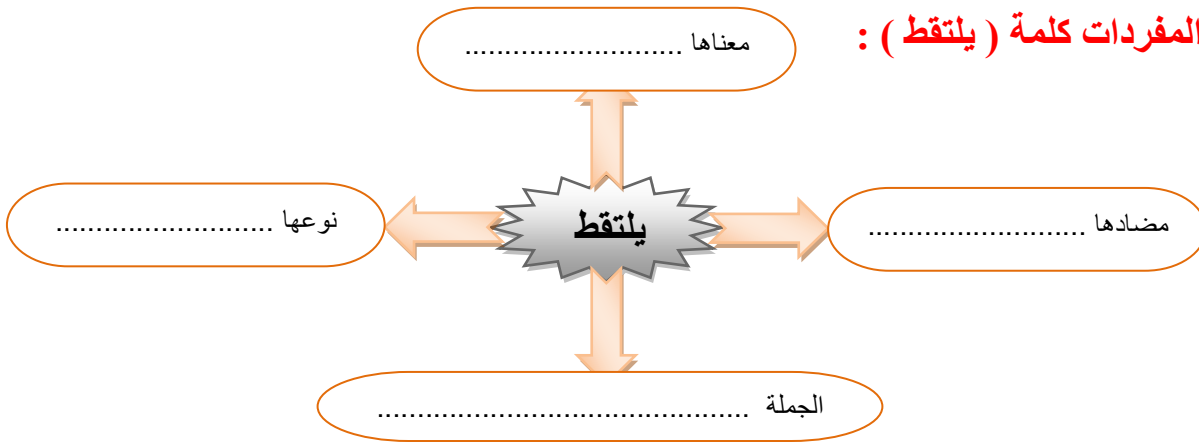 المفردات كلمة ( يلتقط ) :
معناها ...........................
مضادها ...........................
يلتقط
نوعها ...........................
الجملة ...............................................